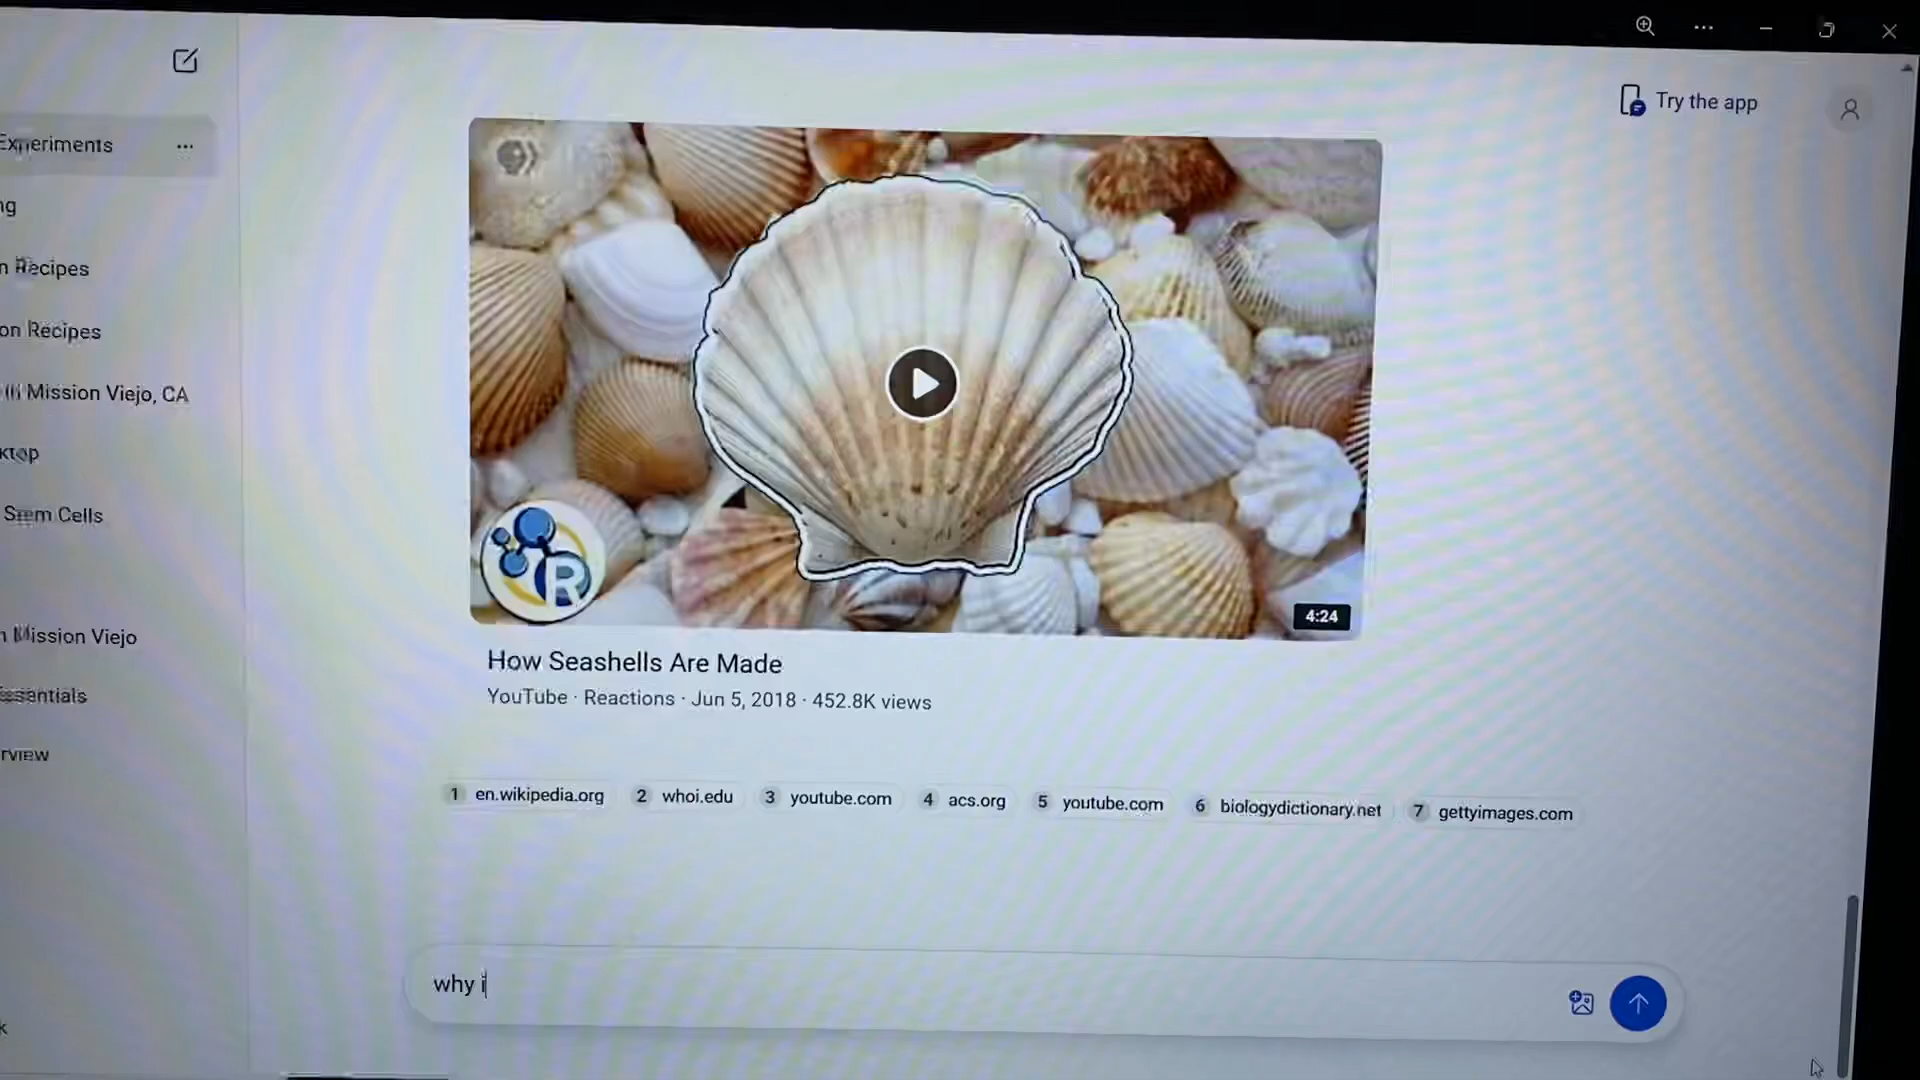 Try the app
Experiments
ng
n Recipes
on Recipes
Mission Viejo, CA
ktop
Stem Cells
n Mission Viejo
Essentials
rview
k
R
4:24
How Seashells Are Made
YouTube · Reactions · Jun 5, 2018 · 452.8K views
1 en.wikipedia.org 2 whoi.edu 3 youtube.com 4 acs.org 5 youtube.com 6 biologydictionary.net 7 gettyimages.com
why i